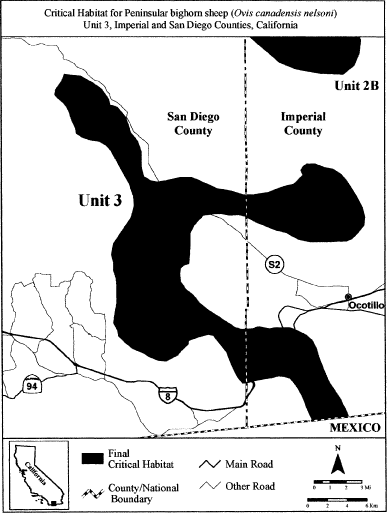 Critical Habitat for Peninsular bighorn sheep (Ovis canadensis nelsoni)
Unit 3, Imperial and San Diego Counties, California
Unit 2B
San Diego
County
Imperial
County
Unit 3
S2
Ocotillo
94
8
MEXICO
California
Final
Critical Habitat
County/National
Boundary
Main Road
Other Road
N
0 1 2 3 Mi
0 2 4 6 Km